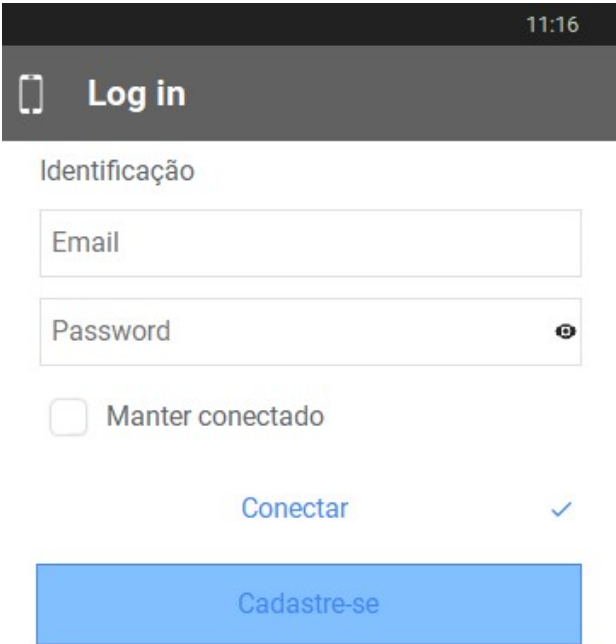 11:16
Log in
Identificação
Email
Password
Manter conectado
Conectar
Cadastre-se